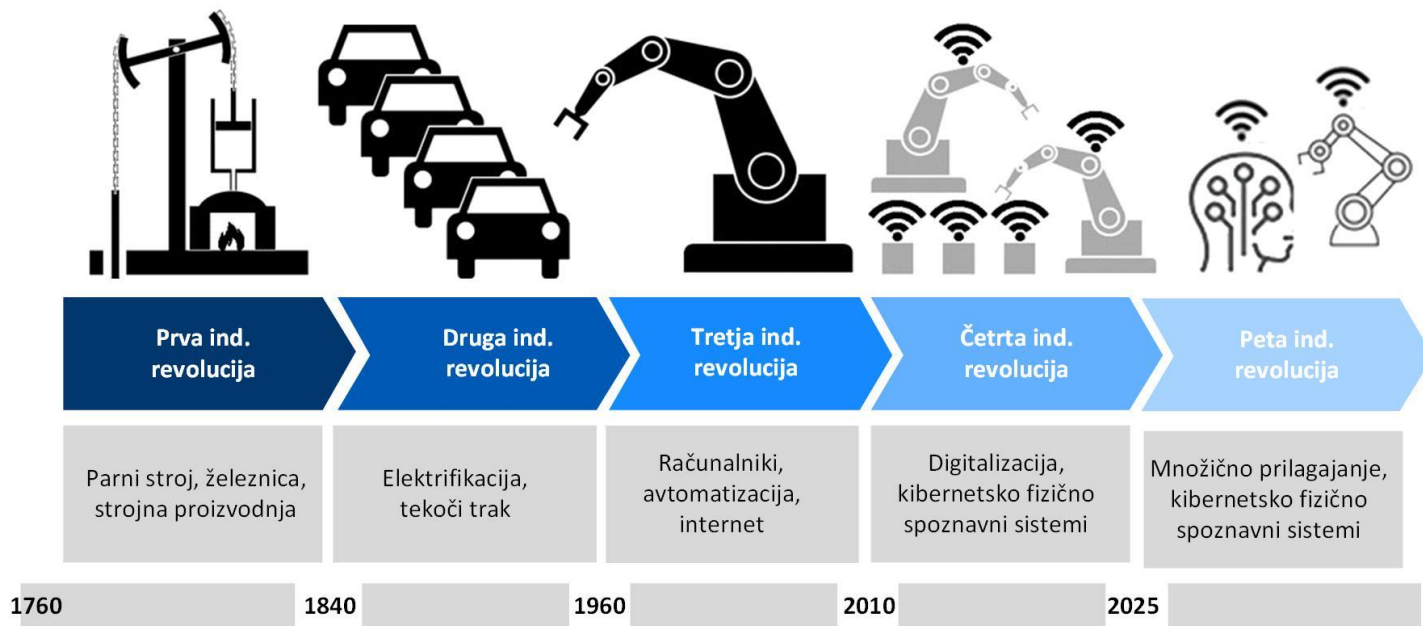 Prva ind.
revolucija
Druga ind.
revolucija
Tretja ind.
revolucija
Četrta ind.
revolucija
Peta ind.
revolucija
Parni stroj, železnica,
strojna proizvodnja
Elektrifikacija,
tekoči trak
Računalniki,
avtomatizacija,
internet
Digitalizacija,
kibernetsko fizično
spoznavni sistemi
Množično prilagajanje,
kibernetsko fizično
spoznavni sistemi
1760
1840
1960
2010
2025